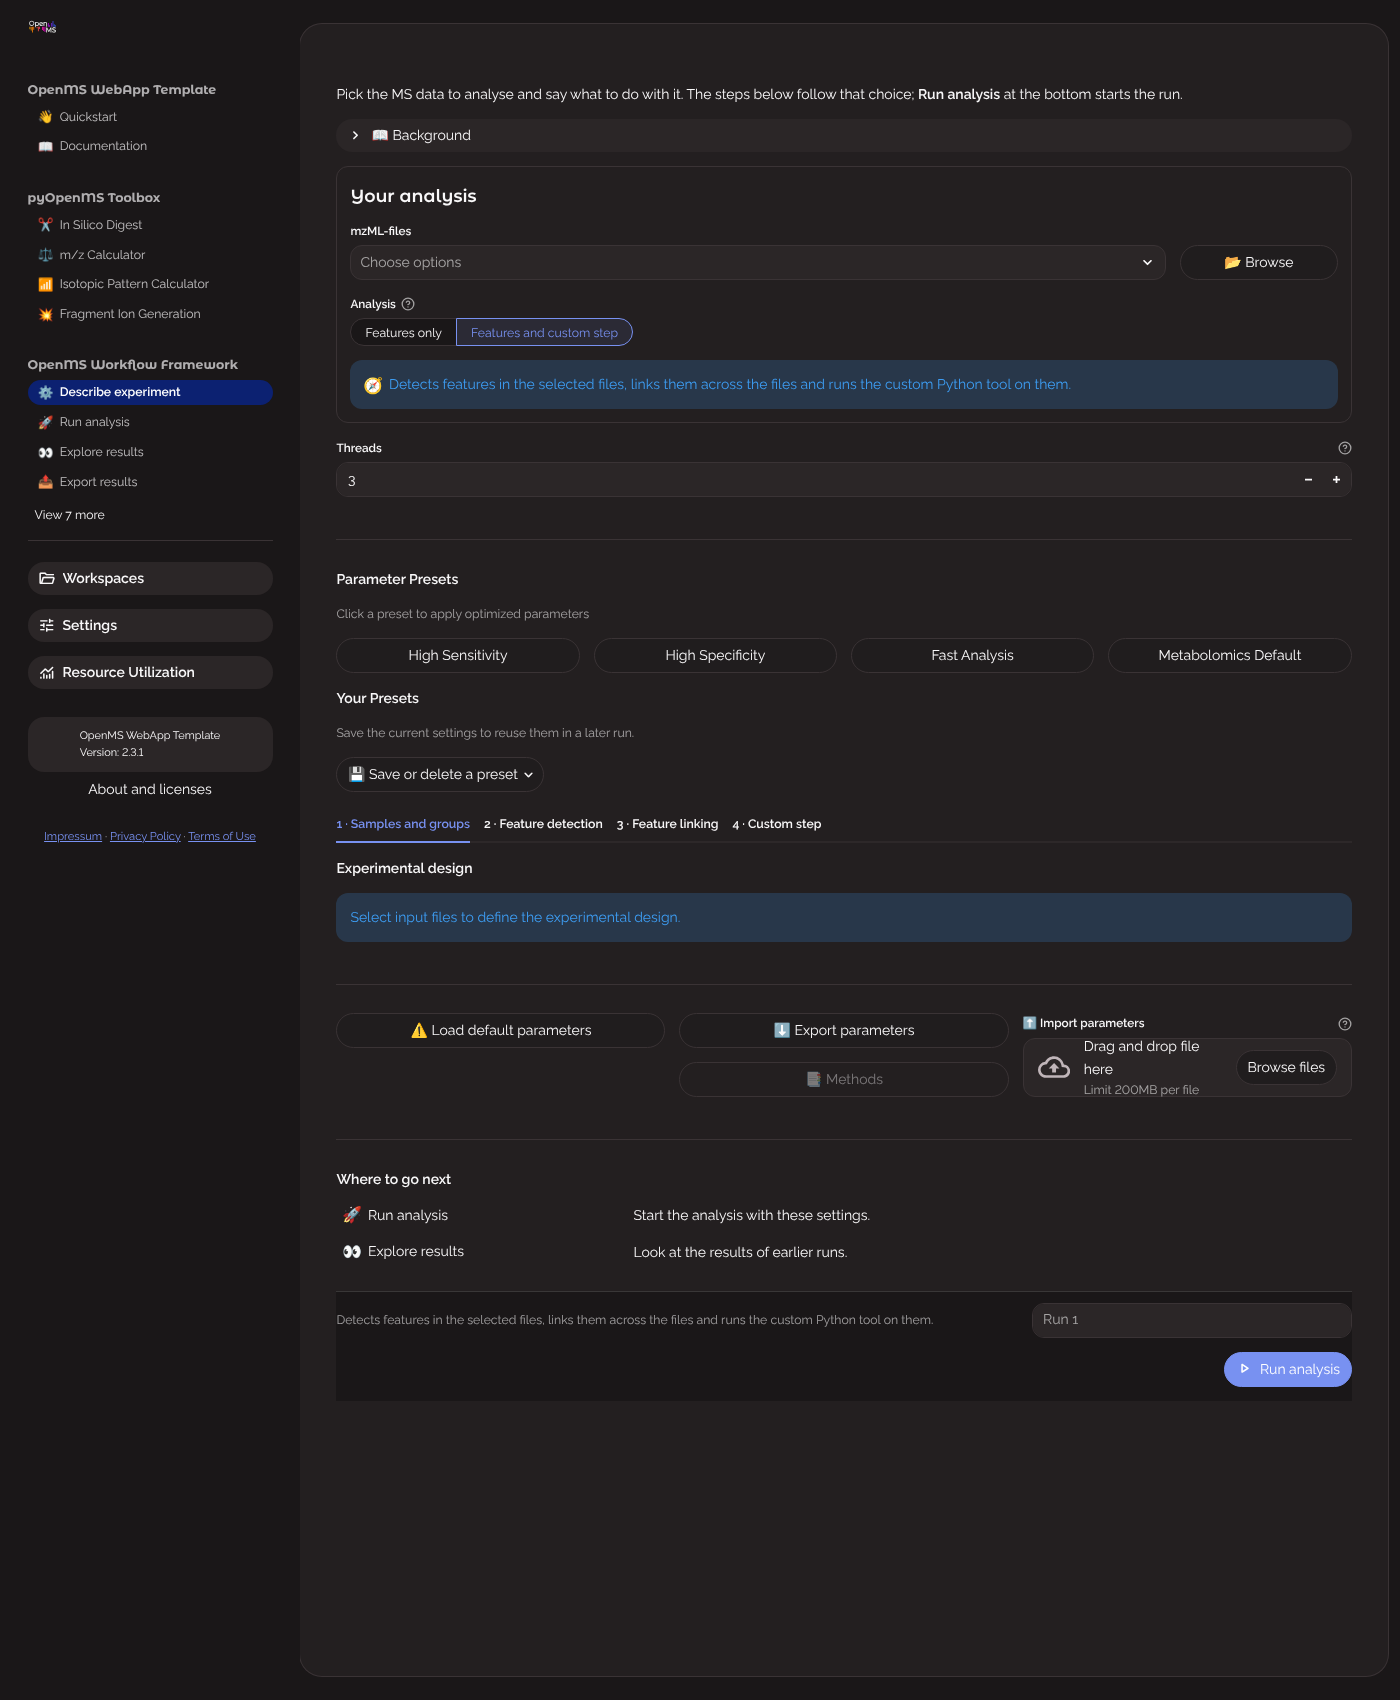 OpenMS
OpenMS WebApp Template
Quickstart
Documentation
pyOpenMS Toolbox
In Silico Digest
m/z Calculator
Isotopic Pattern Calculator
Fragment Ion Generation
OpenMS Workflow Framework
Describe experiment
Run analysis
Explore results
Export results
View 7 more
Workspaces
Settings
Resource Utilization
OpenMS WebApp Template
Version: 2.3.1
About and licenses
Impressum · Privacy Policy · Terms of Use
Pick the MS data to analyse and say what to do with it. The steps below follow that choice; Run analysis at the bottom starts the run.
Background
Your analysis
mzML-files
Choose options
Browse
Analysis
Features only
Features and custom step
Detects features in the selected files, links them across the files and runs the custom Python tool on them.
Threads
3
Parameter Presets
Click a preset to apply optimized parameters
High Sensitivity
High Specificity
Fast Analysis
Metabolomics Default
Your Presets
Save the current settings to reuse them in a later run.
Save or delete a preset
1 · Samples and groups
2 · Feature detection
3 · Feature linking
4 · Custom step
Experimental design
Select input files to define the experimental design.
Load default parameters
Export parameters
Methods
Import parameters
Drag and drop file
here
Limit 200MB per file
Browse files
Where to go next
Run analysis
Start the analysis with these settings.
Explore results
Look at the results of earlier runs.
Detects features in the selected files, links them across the files and runs the custom Python tool on them.
Run 1
Run analysis